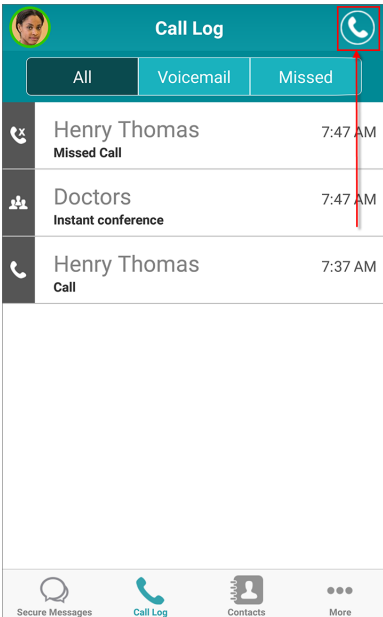 Call Log
All Voicemail Missed
Henry Thomas 7:47 AM
Missed Call
Doctors 7:47 AM
Instant conference
Henry Thomas 7:37 AM
Call
Secure Messages Call Log Contacts More